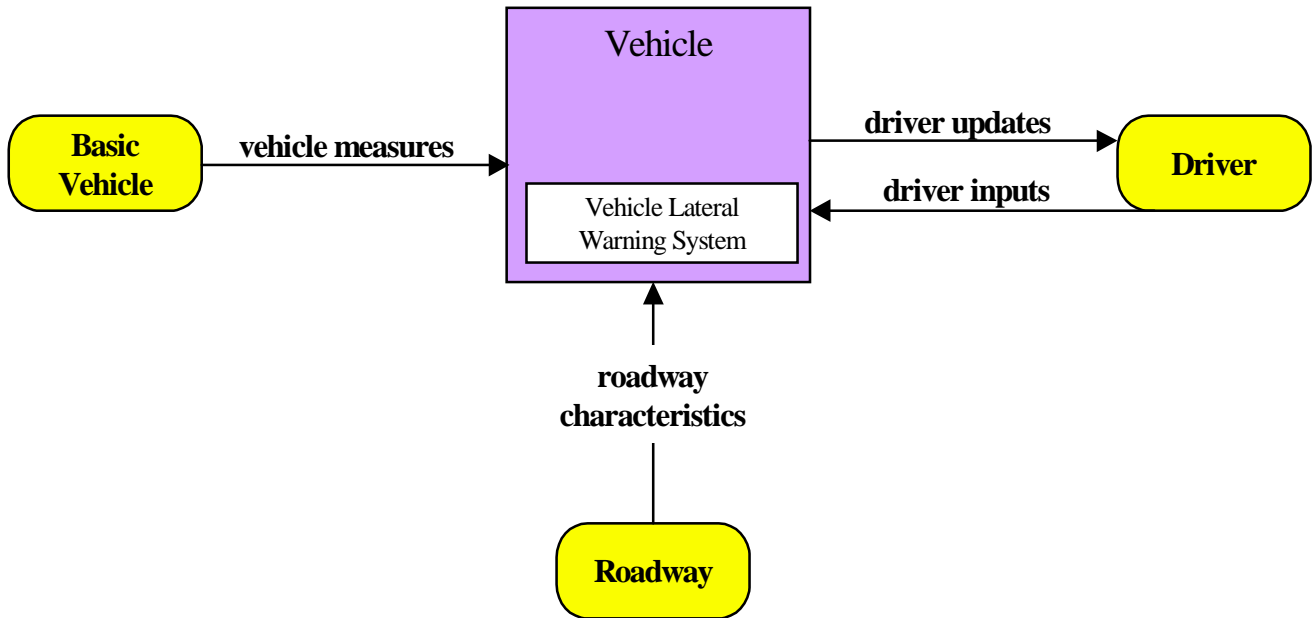 Vehicle
Basic
Vehicle
vehicle measures
driver updates
Driver
driver inputs
Vehicle Lateral
Warning System
roadway
characteristics
Roadway